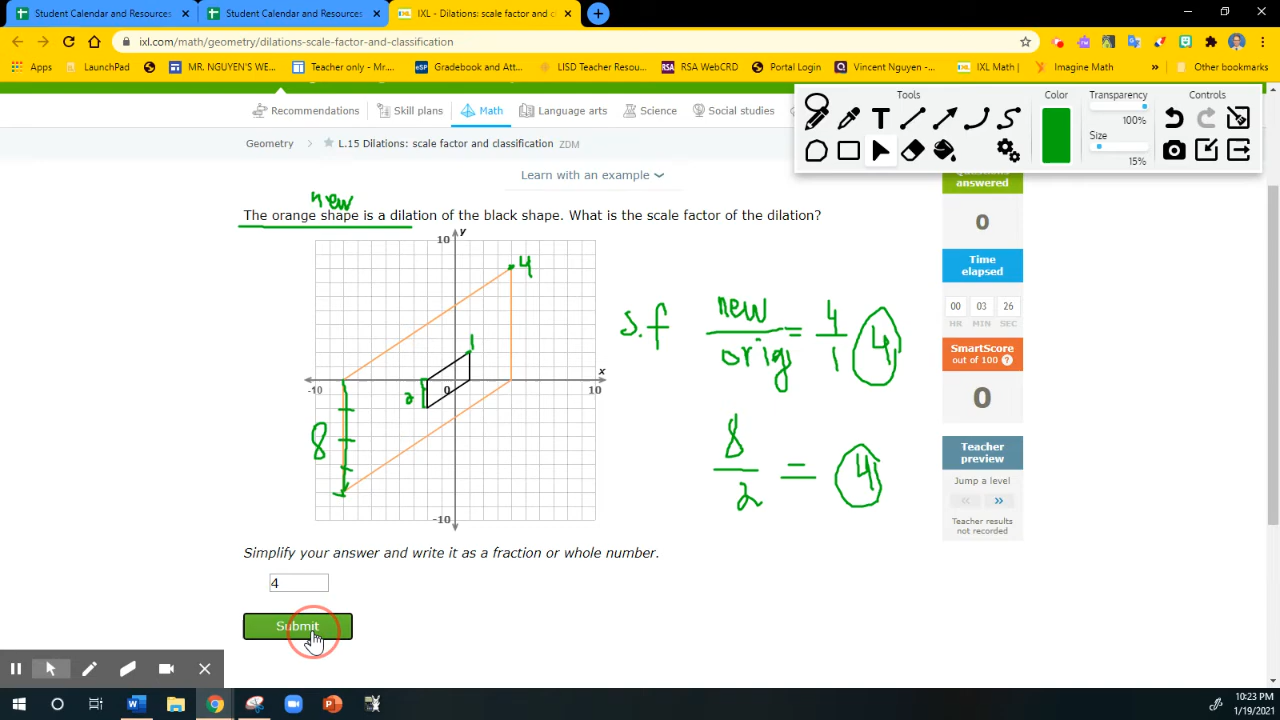 Student Calendar and Resources
Student Calendar and Resources
IXL - Dilations: scale factor and c
ixl.com/math/geometry/dilations-scale-factor-and-classification
Apps
LaunchPad
MR. NGUYEN'S WE...
Teacher only - Mr....
Gradebook and Att...
LISD Teacher Resou...
RSA WebCRD
Portal Login
Vincent Nguyen -...
IXL Math |
Imagine Math
»
Other bookmarks
Recommendations
Skill plans
Math
Language arts
Science
Social studies
Tools
Color
Transparency
100%
Size
15%
Controls
Geometry
L.15 Dilations: scale factor and classification ZDM
Learn with an example
new
The orange shape is a dilation of the black shape. What is the scale factor of the dilation?
y
10
4
1
x
-10
0
10
2
8
-10
s.f new/orig = 4/1 4
8/2 = 4
Simplify your answer and write it as a fraction or whole number.
4
Submit
Questions
answered
0
Time
elapsed
00 03 26
HR MIN SEC
SmartScore
out of 100 ?
0
Teacher
preview
Jump a level
« »
Teacher results
not recorded
10:23 PM
1/19/2021